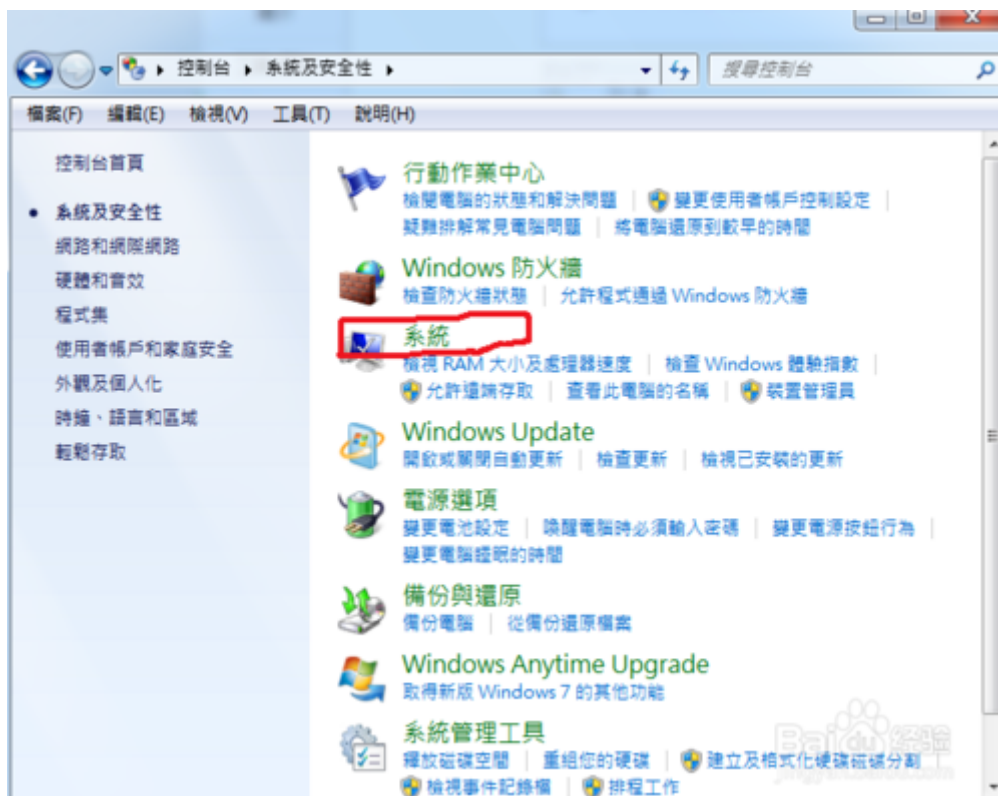 控制台 系統及安全性
搜尋控制台
檔案(F) 編輯(E) 檢視(V) 工具(T) 說明(H)
控制台首頁
系統及安全性
網路和網際網路
硬體和音效
程式集
使用者帳戶和家庭安全
外觀及個人化
時鐘、語言和區域
輕鬆存取
行動作業中心
檢閱電腦的狀態和解決問題 變更使用者帳戶控制設定
疑難排解常見電腦問題 將電腦還原到較早的時間
Windows 防火牆
檢查防火牆狀態 允許程式通過 Windows 防火牆
系統
檢視 RAM 大小及處理器速度 檢查 Windows 體驗指數
允許遠端存取 查看此電腦的名稱 裝置管理員
Windows Update
開啟或關閉自動更新 檢查更新 檢視已安裝的更新
電源選項
變更電池設定 喚醒電腦時必須輸入密碼 變更電源按鈕行為
變更電腦睡眠的時間
備份與還原
備份電腦 從備份還原檔案
Windows Anytime Upgrade
取得新版 Windows 7 的其他功能
系統管理工具
釋放磁碟空間 重組您的硬碟 建立及格式化硬碟磁碟分割
檢視事件記錄檔 排程工作
Baidu 经验